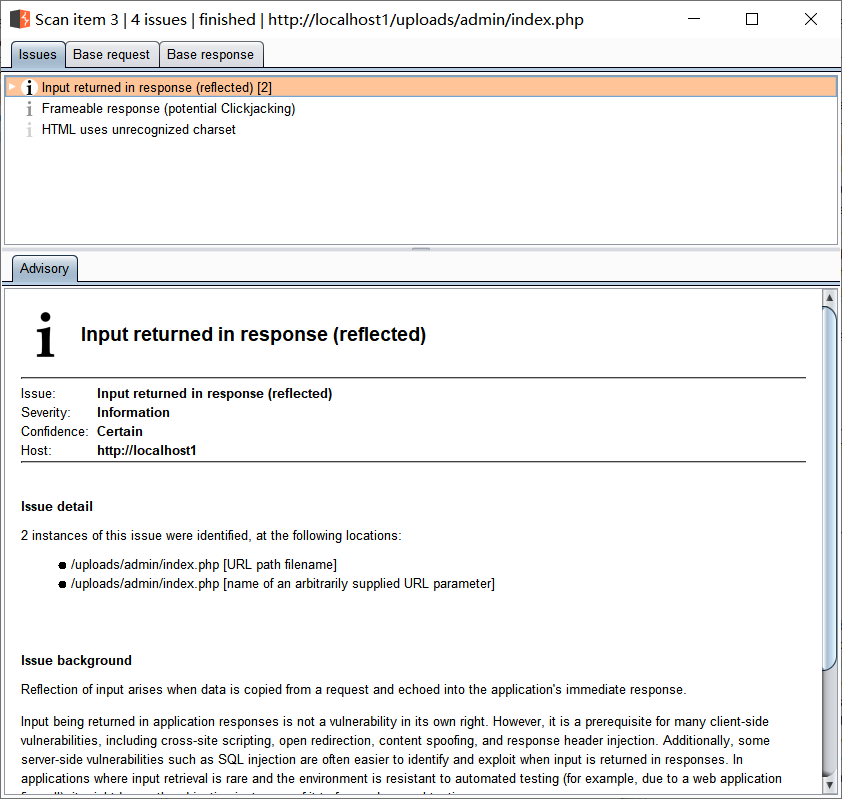 Scan item 3 | 4 issues | finished | http://localhost1/uploads/admin/index.php
Issues Base request Base response
Input returned in response (reflected) [2]
Frameable response (potential Clickjacking)
HTML uses unrecognized charset
Advisory
Input returned in response (reflected)
Issue: Input returned in response (reflected)
Severity: Information
Confidence: Certain
Host: http://localhost1
Issue detail
2 instances of this issue were identified, at the following locations:
/uploads/admin/index.php [URL path filename]
/uploads/admin/index.php [name of an arbitrarily supplied URL parameter]
Issue background
Reflection of input arises when data is copied from a request and echoed into the application's immediate response.
Input being returned in application responses is not a vulnerability in its own right. However, it is a prerequisite for many client-side
vulnerabilities, including cross-site scripting, open redirection, content spoofing, and response header injection. Additionally, some
server-side vulnerabilities such as SQL injection are often easier to identify and exploit when input is returned in responses. In
applications where input retrieval is rare and the environment is resistant to automated testing (for example, due to a web application